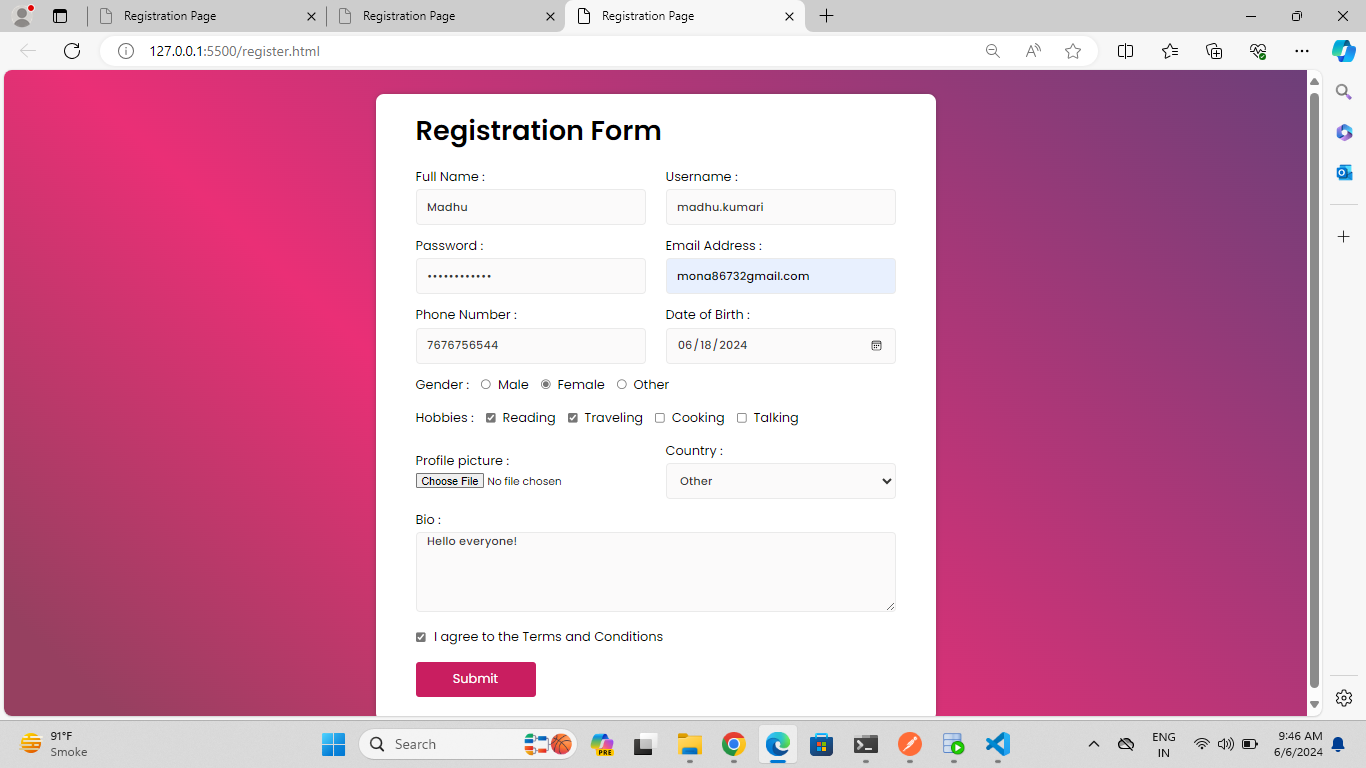 Registration Page
Registration Page
Registration Page
127.0.0.1:5500/register.html
Registration Form
Full Name :
Username :
Madhu
madhu.kumari
Password :
Email Address :
••••••••••••
mona86732gmail.com
Phone Number :
Date of Birth :
7676756544
06/18/2024
Gender : Male Female Other
Hobbies : Reading Traveling Cooking Talking
Profile picture :
Country :
Choose File No file chosen
Other
Bio :
Hello everyone!
I agree to the Terms and Conditions
Submit
91°F
Smoke
Search
PRE
ENG
IN
9:46 AM
6/6/2024